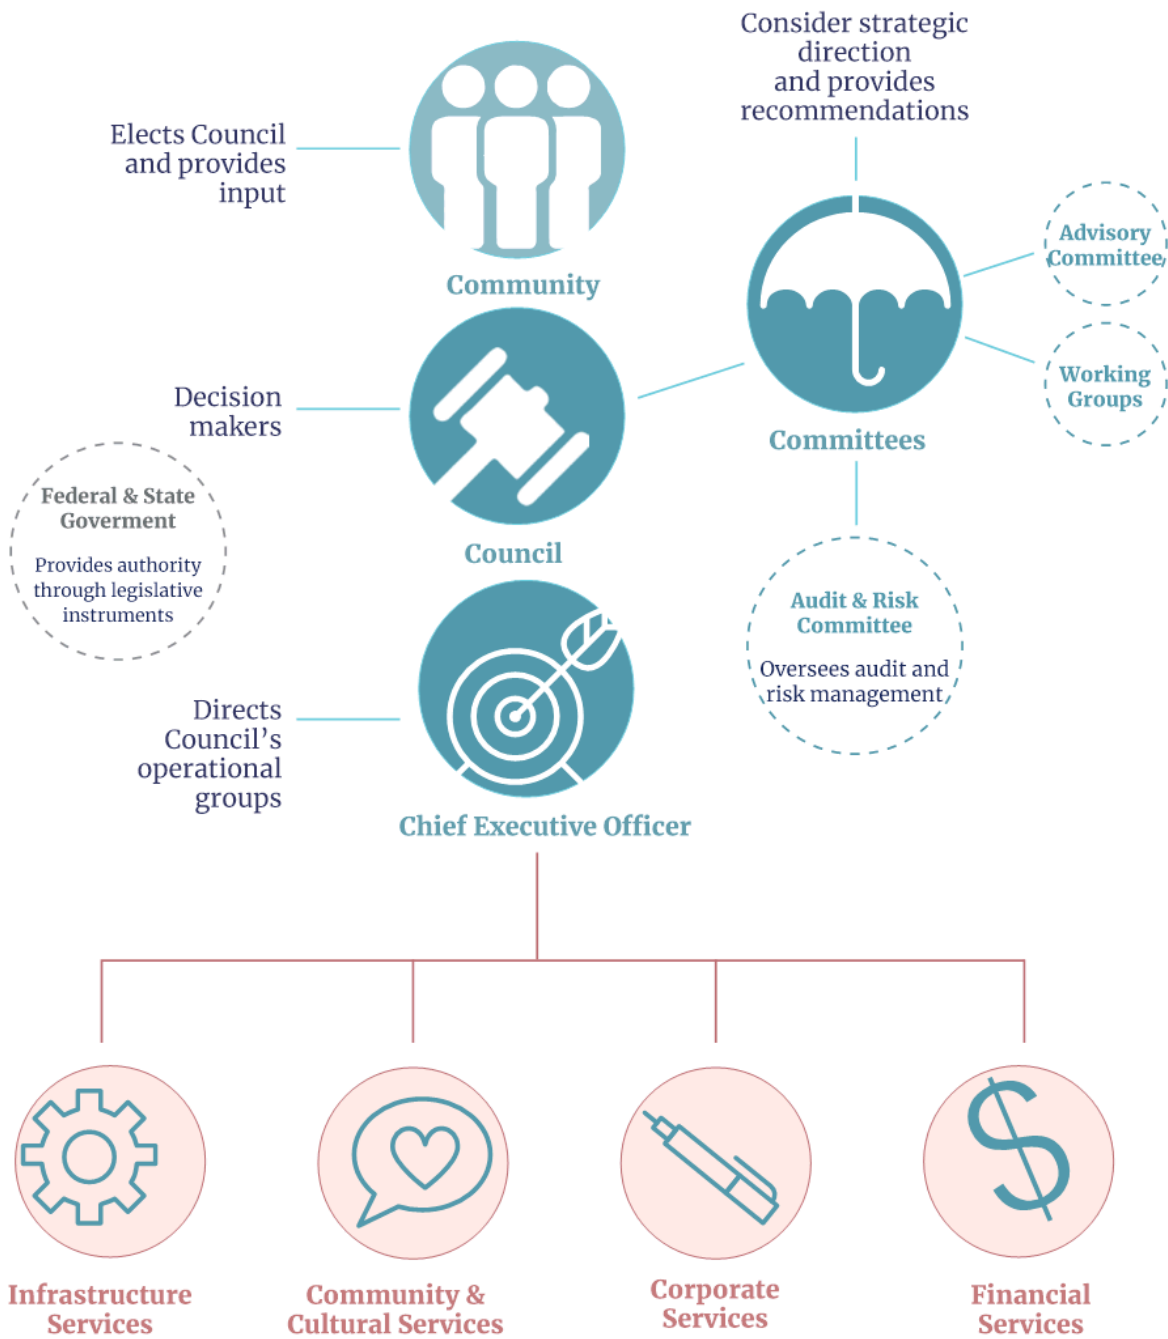 Consider strategic
direction
and provides
recommendations
Elects Council
and provides
input
Community
Advisory
Committee
Working
Groups
Committees
Decision
makers
Council
Federal & State
Goverment
Provides authority
through legislative
instruments
Audit & Risk
Committee
Oversees audit and
risk management
Directs
Council’s
operational
groups
Chief Executive Officer
Infrastructure
Services
Community &
Cultural Services
Corporate
Services
Financial
Services